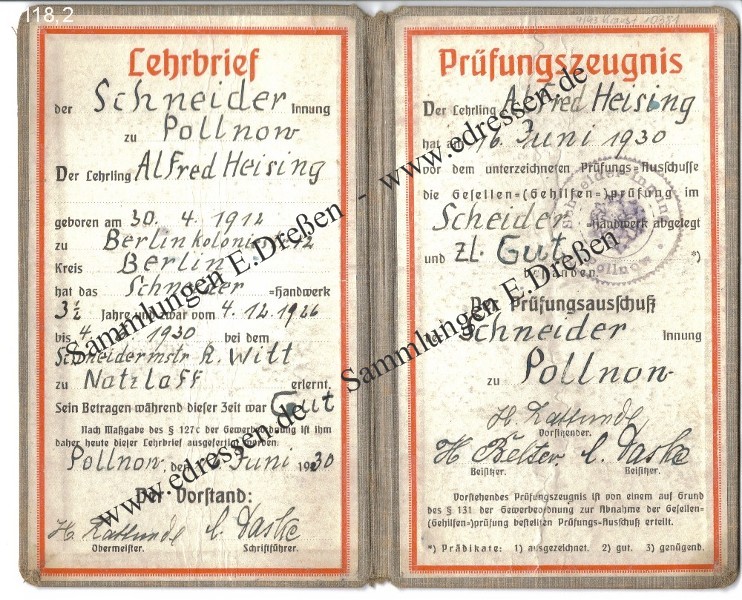 118,2
Lehrbrief
der Schneider Innung
zu Pollnow
Der Lehrling Alfred Heising
geboren am 30. 4. 1912
zu Berlin
Kreis Berlin
hat das =Handwerk
3½ Jahre und zwar vom 4. 12. 1926
bis 4. 1930 bei dem
Schneidermstr A. Witt
zu Natzlaff erlernt.
Sein Betragen während dieser Zeit war Gut
Nach Maßgabe des § 127c der Gewerbeordnung ist ihm
daher heute dieser Lehrbrief ausgefertigt worden.
Pollnow, den Juni 1930
Der Vorstand:
Obermeister. Schriftführer.
Prüfungszeugnis
Der Lehrling Alfred Heising
hat am 16. Juni 1930
vor dem unterzeichneten Prüfungs=Ausschusse
die Gesellen=(Gehilfen=)prüfung im
Scheider =Handwerk abgelegt
und zl. Gut bestanden *)
Der Prüfungsausschuß
Schneider Innung
zu Pollnow
Vorsitzender.
Beisitzer. Beisitzer.
Vorstehendes Prüfungszeugnis ist von einem auf Grund
des § 131 der Gewerbeordnung zur Abnahme der Gesellen=
(Gehilfen=)prüfung bestellten Prüfungs=Ausschuß erteilt.
*) Prädikate: 1) ausgezeichnet. 2) gut. 3) genügend.
Schneider Innung Pollnow
Sammlungen E.Dreßen - www.edressen.de
www.edressen.de Sammlungen E.Dreßen